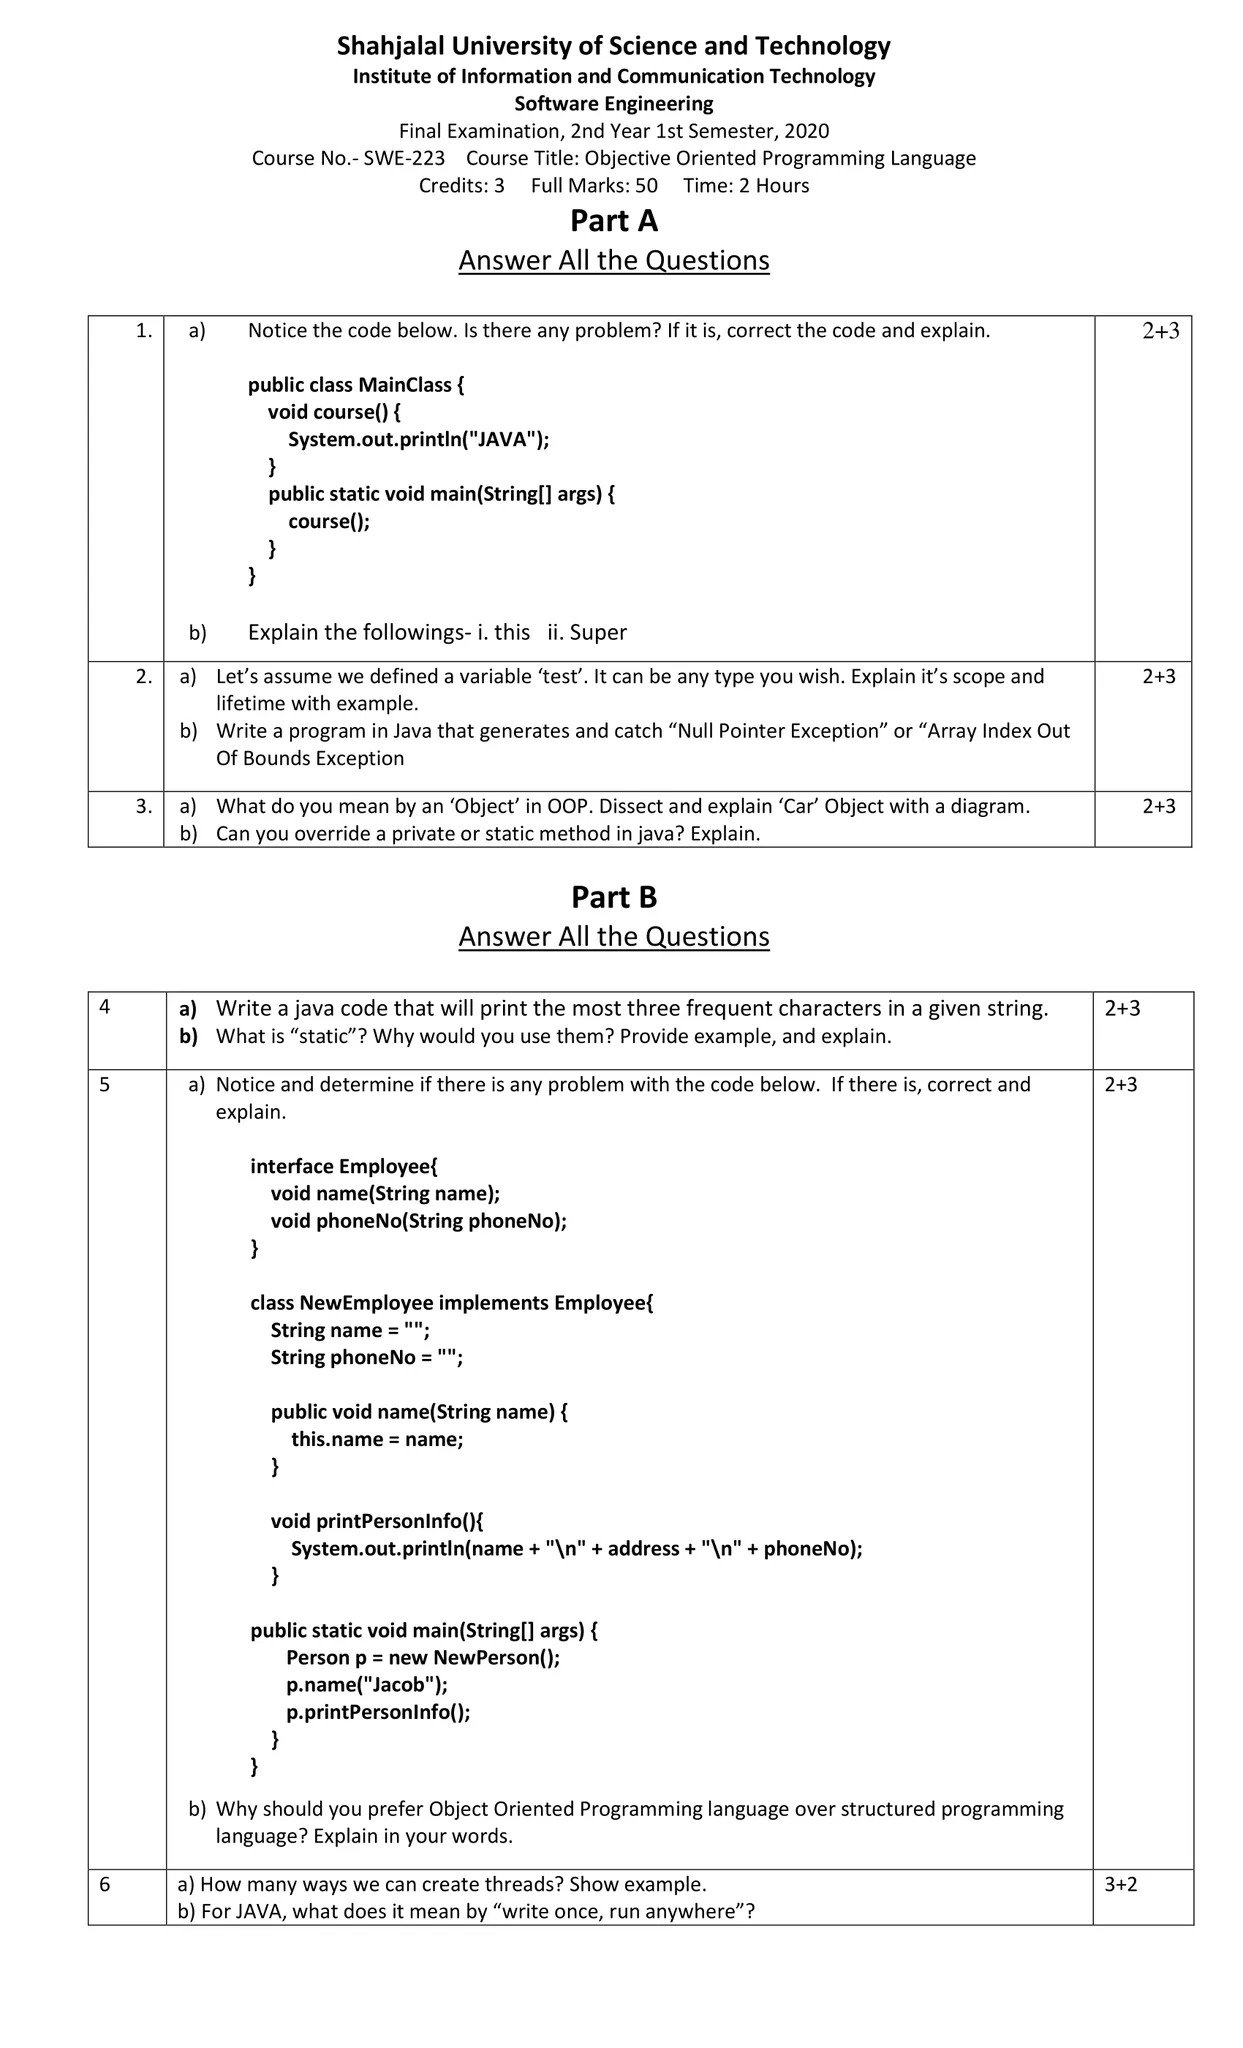 Shahjalal University of Science and Technology
Institute of Information and Communication Technology
Software Engineering
Final Examination, 2nd Year 1st Semester, 2020
Course No.- SWE-223 Course Title: Objective Oriented Programming Language
Credits: 3 Full Marks: 50 Time: 2 Hours
Part A
Answer All the Questions
1. a) Notice the code below. Is there any problem? If it is, correct the code and explain. 2+3
public class MainClass {
void course() {
System.out.println("JAVA");
}
public static void main(String[] args) {
course();
}
}
b) Explain the followings- i. this ii. Super
2. a) Let’s assume we defined a variable ‘test’. It can be any type you wish. Explain it’s scope and 2+3
lifetime with example.
b) Write a program in Java that generates and catch “Null Pointer Exception” or “Array Index Out
Of Bounds Exception
3. a) What do you mean by an ‘Object’ in OOP. Dissect and explain ‘Car’ Object with a diagram. 2+3
b) Can you override a private or static method in java? Explain.
Part B
Answer All the Questions
4 a) Write a java code that will print the most three frequent characters in a given string. 2+3
b) What is “static”? Why would you use them? Provide example, and explain.
5 a) Notice and determine if there is any problem with the code below. If there is, correct and 2+3
explain.
interface Employee{
void name(String name);
void phoneNo(String phoneNo);
}
class NewEmployee implements Employee{
String name = "";
String phoneNo = "";
public void name(String name) {
this.name = name;
}
void printPersonInfo(){
System.out.println(name + "\n" + address + "\n" + phoneNo);
}
public static void main(String[] args) {
Person p = new NewPerson();
p.name("Jacob");
p.printPersonInfo();
}
}
b) Why should you prefer Object Oriented Programming language over structured programming
language? Explain in your words.
6 a) How many ways we can create threads? Show example. 3+2
b) For JAVA, what does it mean by “write once, run anywhere”?